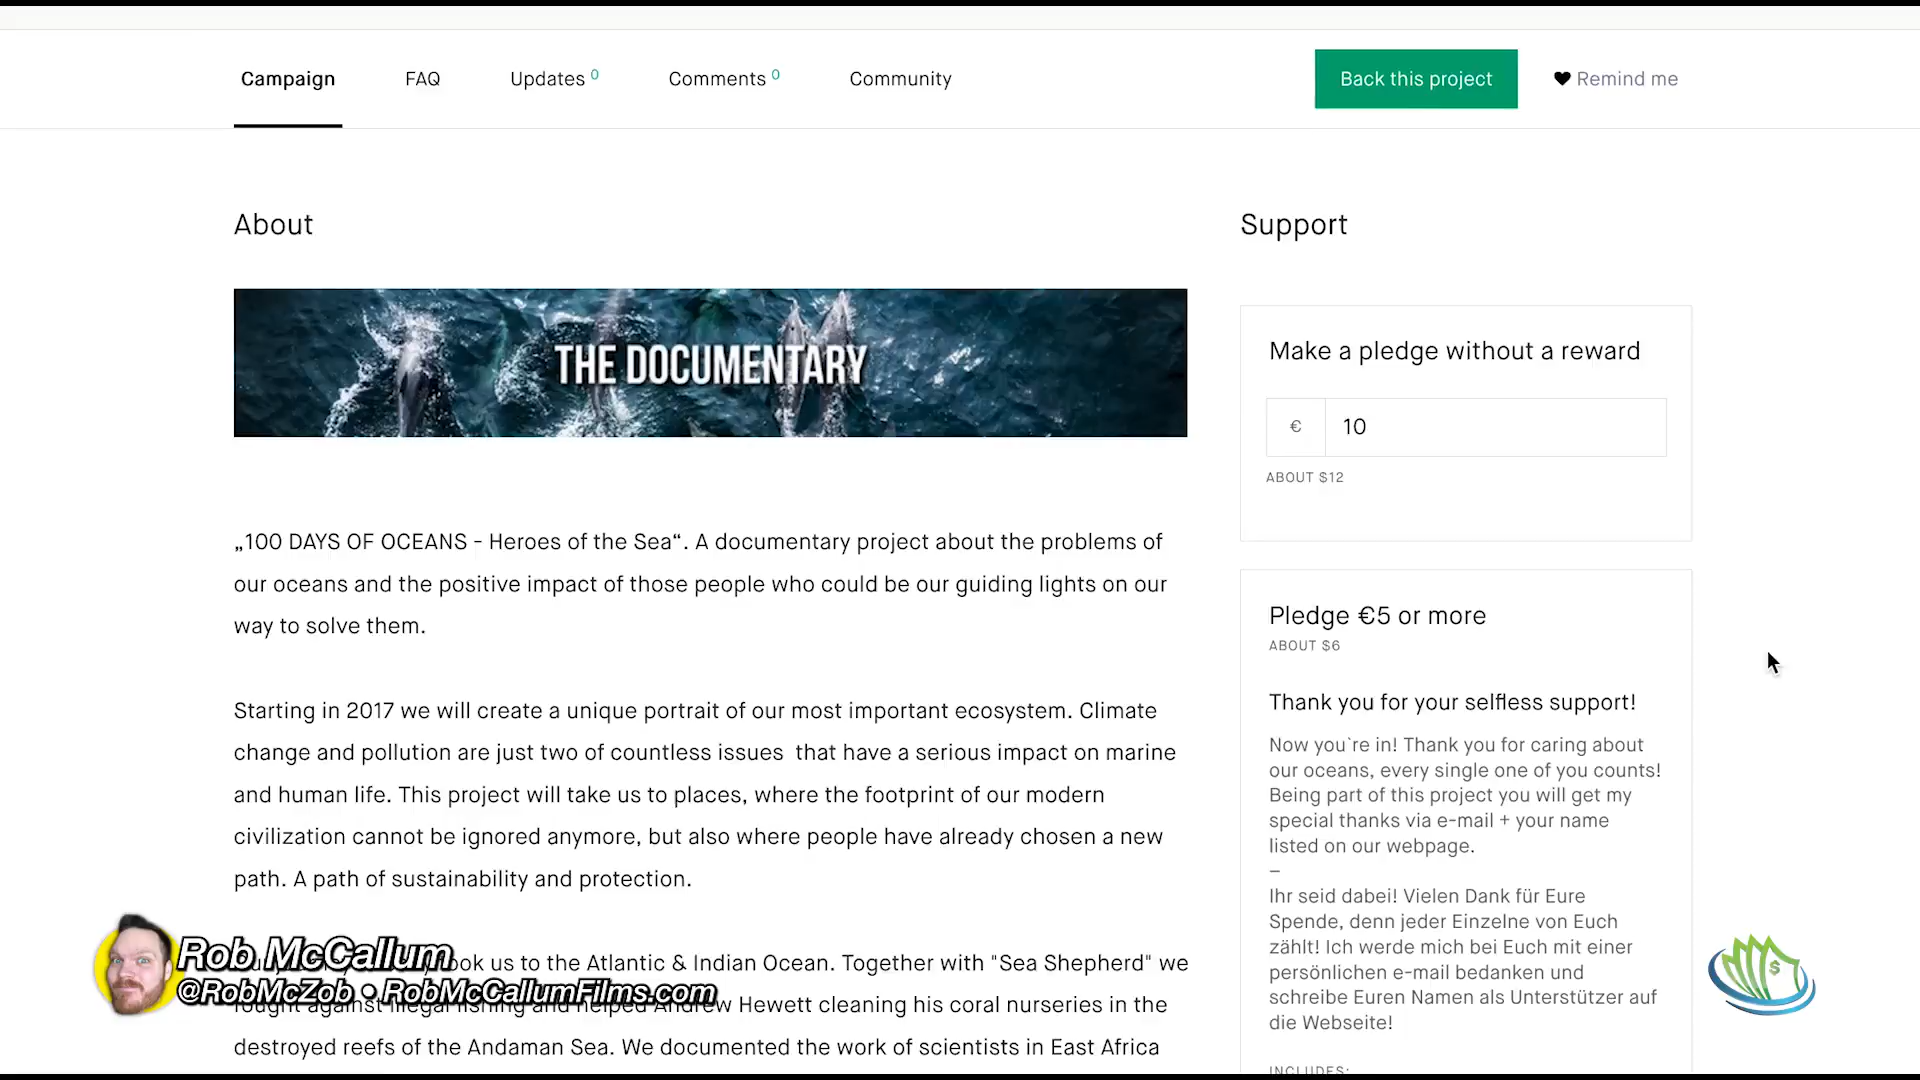 Campaign
FAQ
Updates 0
Comments 0
Community
Back this project
Remind me
About
Support
THE DOCUMENTARY
Make a pledge without a reward
€
10
ABOUT $12
„100 DAYS OF OCEANS - Heroes of the Sea“. A documentary project about the problems of
our oceans and the positive impact of those people who could be our guiding lights on our
way to solve them.
Starting in 2017 we will create a unique portrait of our most important ecosystem. Climate
change and pollution are just two of countless issues  that have a serious impact on marine
and human life. This project will take us to places, where the footprint of our modern
civilization cannot be ignored anymore, but also where people have already chosen a new
path. A path of sustainability and protection.
took us to the Atlantic & Indian Ocean. Together with "Sea Shepherd" we
fought against illegal fishing and helped Andrew Hewett cleaning his coral nurseries in the
destroyed reefs of the Andaman Sea. We documented the work of scientists in East Africa
Pledge €5 or more
ABOUT $6
Thank you for your selfless support!
Now you`re in! Thank you for caring about
our oceans, every single one of you counts!
Being part of this project you will get my
special thanks via e-mail + your name
listed on our webpage.
–
Ihr seid dabei! Vielen Dank für Eure
Spende, denn jeder Einzelne von Euch
zählt! Ich werde mich bei Euch mit einer
persönlichen e-mail bedanken und
schreibe Euren Namen als Unterstützer auf
die Webseite!
INCLUDES:
Rob McCallum
@RobMcZob • RobMcCallumFilms.com
$